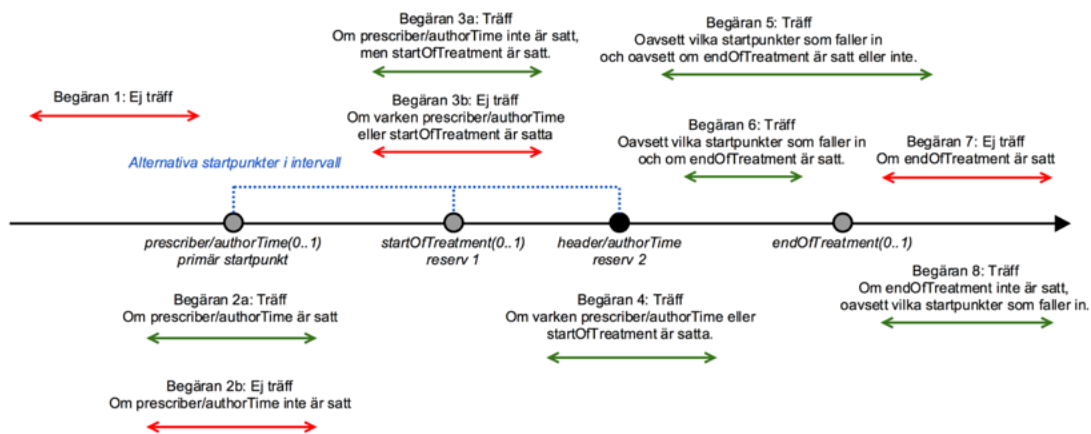 Begäran 3a: Träff
Om prescriber/authorTime inte är satt,
men startOfTreatment är satt.
Begäran 5: Träff
Oavsett vilka startpunkter som faller in
och oavsett om endOfTreatment är satt eller inte.
Begäran 1: Ej träff
Begäran 3b: Ej träff
Om varken prescriber/authorTime
eller startOfTreatment är satta
Begäran 6: Träff
Oavsett vilka startpunkter som faller in
och om endOfTreatment är satt.
Begäran 7: Ej träff
Om endOfTreatment är satt
Alternativa startpunkter i intervall
prescriber/authorTime(0..1)
primär startpunkt
startOfTreatment(0..1)
reserv 1
header/authorTime
reserv 2
endOfTreatment(0..1)
Begäran 2a: Träff
Om prescriber/authorTime är satt
Begäran 4: Träff
Om varken prescriber/authorTime eller
startOfTreatment är satta.
Begäran 8: Träff
Om endOfTreatment inte är satt,
oavsett vilka startpunkter som faller in.
Begäran 2b: Ej träff
Om prescriber/authorTime inte är satt